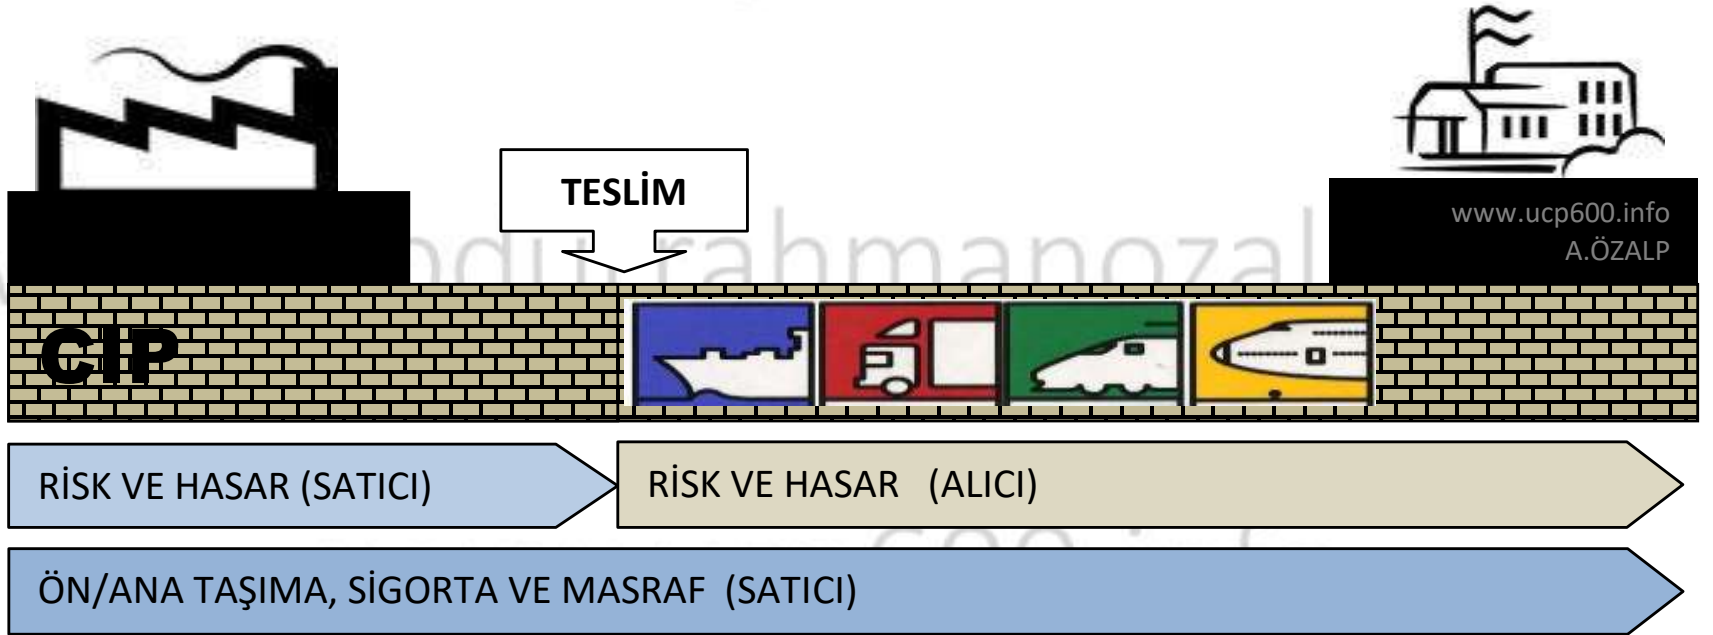 TESLİM
www.ucp600.info
A.ÖZALP
CIP
RİSK VE HASAR (SATICI)
RİSK VE HASAR (ALICI)
ÖN/ANA TAŞIMA, SİGORTA VE MASRAF (SATICI)